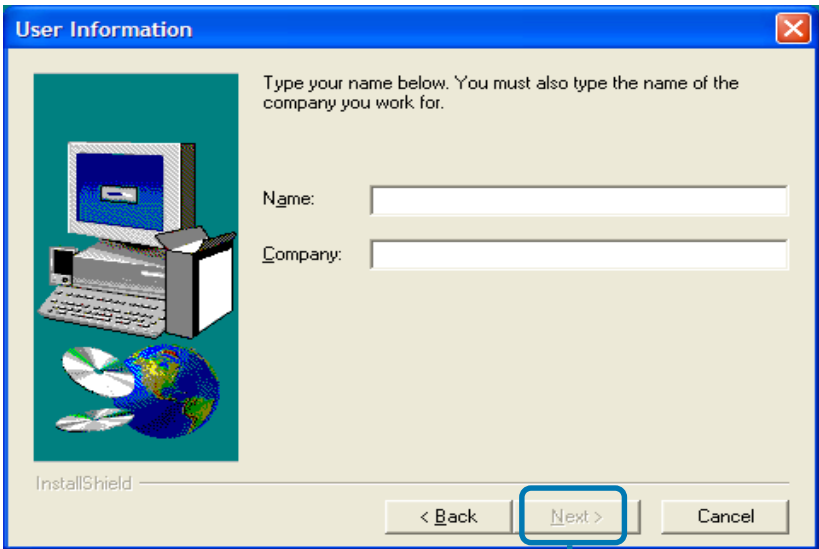 User Information
Type your name below. You must also type the name of the
company you work for.
Name:
Company:
InstallShield
< Back
Next >
Cancel